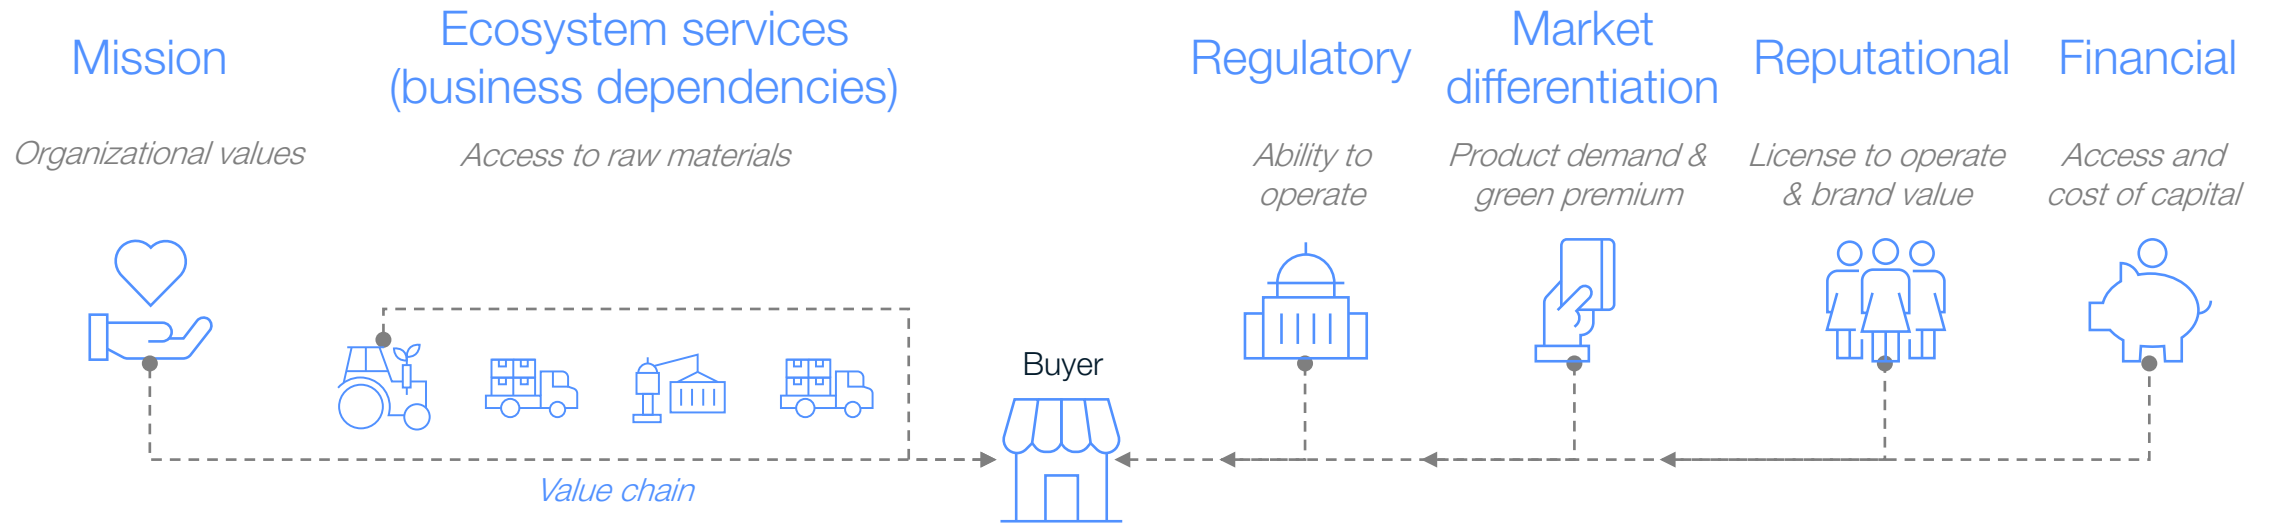 Mission
Organizational values
Ecosystem services
(business dependencies)
Access to raw materials
Value chain
Buyer
Regulatory
Ability to
operate
Market
differentiation
Product demand &
green premium
Reputational
License to operate
& brand value
Financial
Access and
cost of capital